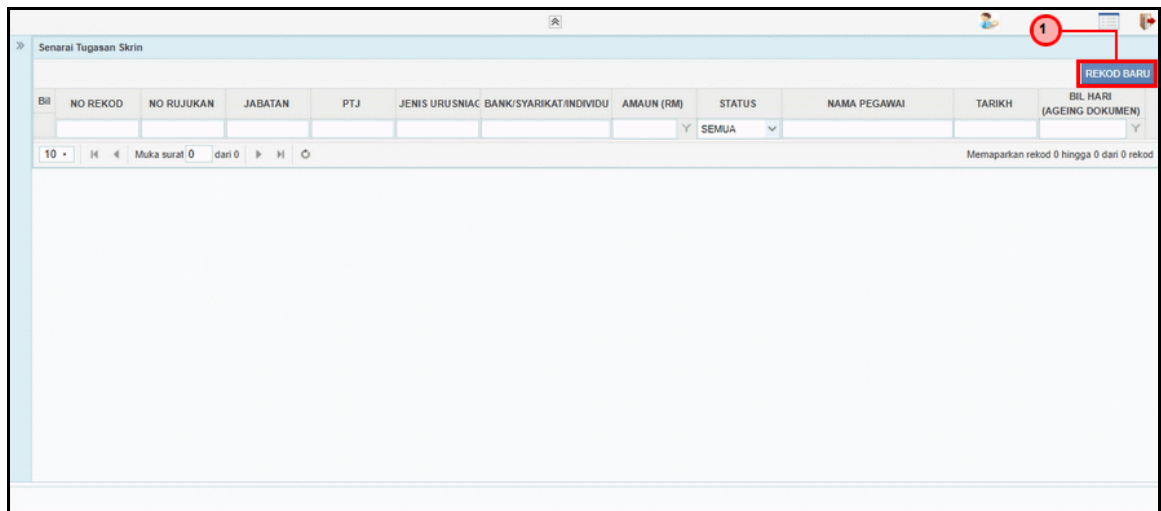 1
Senarai Tugasan Skrin
REKOD BARU
Bil NO REKOD NO RUJUKAN JABATAN PTJ JENIS URUSNIAG BANK/SYARIKAT/INDIVIDU AMAUN (RM) STATUS NAMA PEGAWAI TARIKH BIL HARI
(AGEING DOKUMEN)
SEMUA
10 Muka surat 0 dari 0 Memaparkan rekod 0 hingga 0 dari 0 rekod